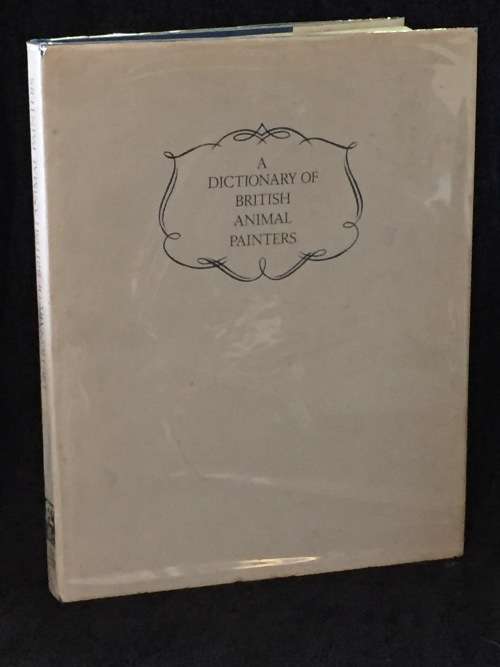 A
DICTIONARY OF
BRITISH
ANIMAL
PAINTERS